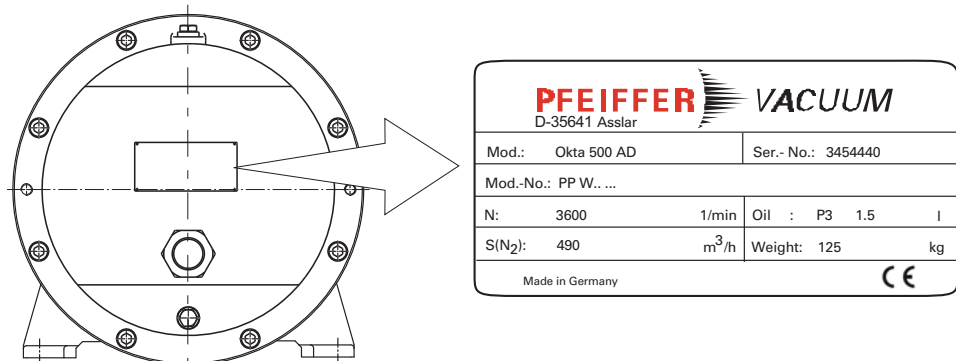 PFEIFFER VACUUM
D-35641 Asslar
Mod.: Okta 500 AD Ser.- No.: 3454440
Mod.-No.: PP W.. ...
N: 3600 1/min Oil : P3 1.5 l
S(N2): 490 m3/h Weight: 125 kg
Made in Germany CE